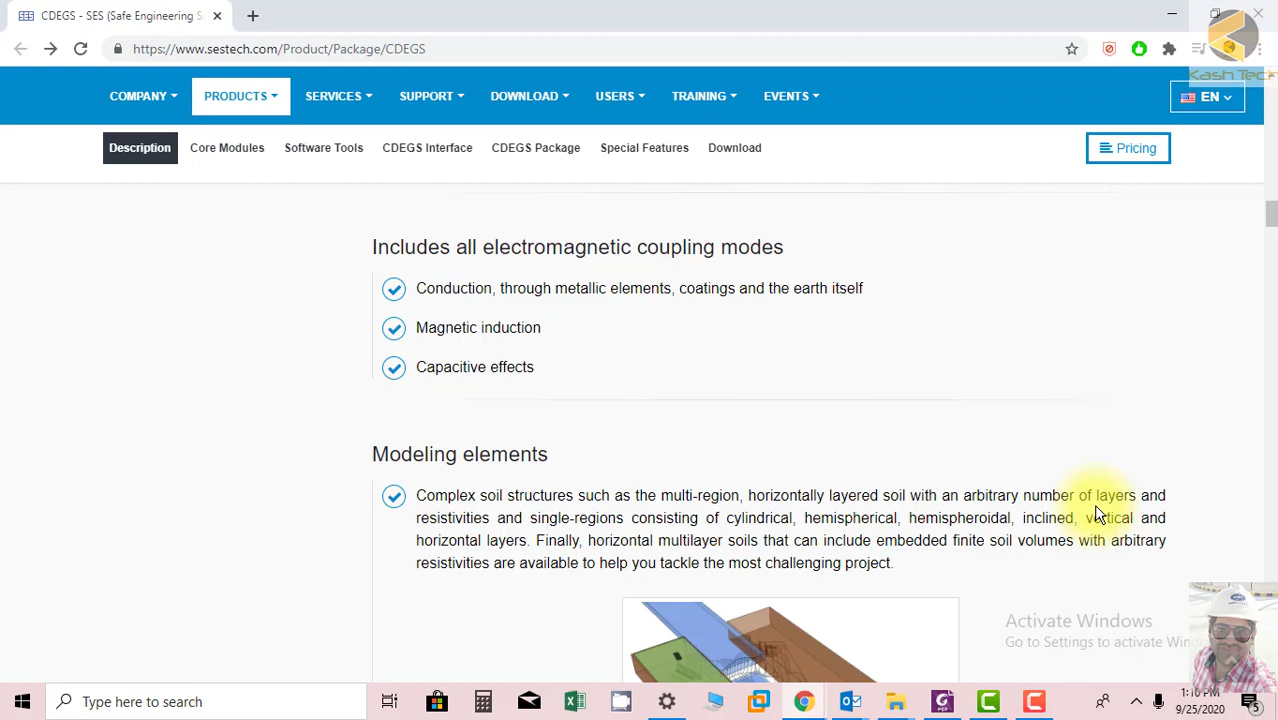 CDEGS - SES (Safe Engineering S
https://www.sestech.com/Product/Package/CDEGS
Kash Tech
COMPANY
PRODUCTS
SERVICES
SUPPORT
DOWNLOAD
USERS
TRAINING
EVENTS
EN
Description
Core Modules
Software Tools
CDEGS Interface
CDEGS Package
Special Features
Download
Pricing
Includes all electromagnetic coupling modes
Conduction, through metallic elements, coatings and the earth itself
Magnetic induction
Capacitive effects
Modeling elements
Complex soil structures such as the multi-region, horizontally layered soil with an arbitrary number of layers and
resistivities and single-regions consisting of cylindrical, hemispherical, hemispheroidal, inclined, vertical and
horizontal layers. Finally, horizontal multilayer soils that can include embedded finite soil volumes with arbitrary
resistivities are available to help you tackle the most challenging project.
Activate Windows
Go to Settings to activate Win
Type here to search
1:10 PM
9/25/2020
5